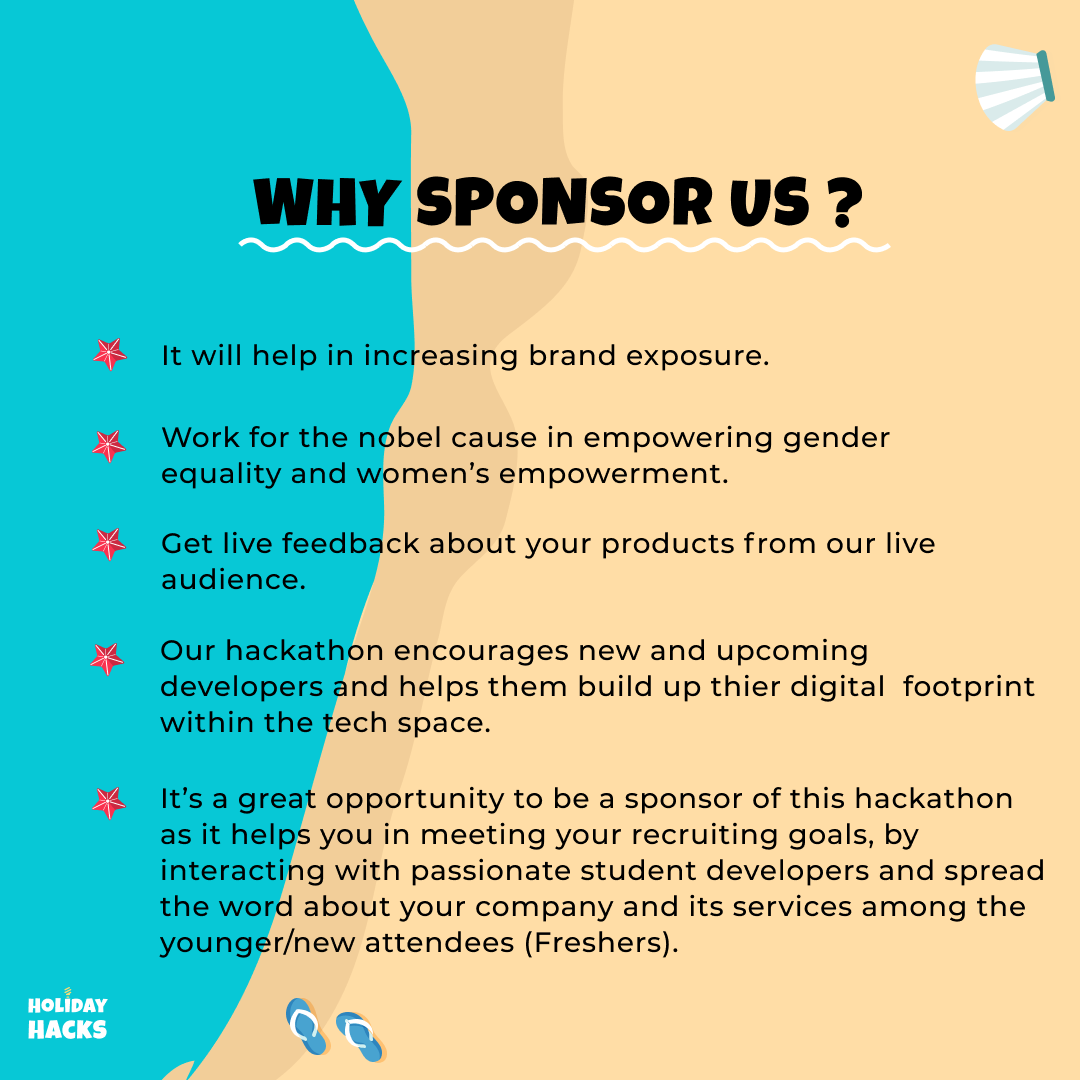 WHY SPONSOR US ?
It will help in increasing brand exposure.
Work for the nobel cause in empowering gender
equality and women's empowerment.
Get live feedback about your products from our live
audience.
Our hackathon encourages new and upcoming
developers and helps them build up thier digital  footprint
within the tech space.
It's a great opportunity to be a sponsor of this hackathon
as it helps you in meeting your recruiting goals, by
interacting with passionate student developers and spread
the word about your company and its services among the
younger/new attendees (Freshers).
HOLIDAY
HACKS